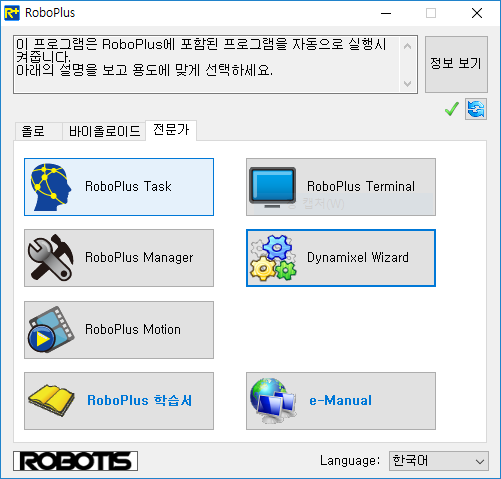 RoboPlus
이 프로그램은 RoboPlus에 포함된 프로그램을 자동으로 실행시
켜줍니다.
아래의 설명을 보고 용도에 맞게 선택하세요.
정보 보기
올로 바이올로이드 전문가
RoboPlus Task
RoboPlus Terminal
캡처(W)
RoboPlus Manager
Dynamixel Wizard
RoboPlus Motion
RoboPlus 학습서
e-Manual
ROBOTIS
Language: 한국어